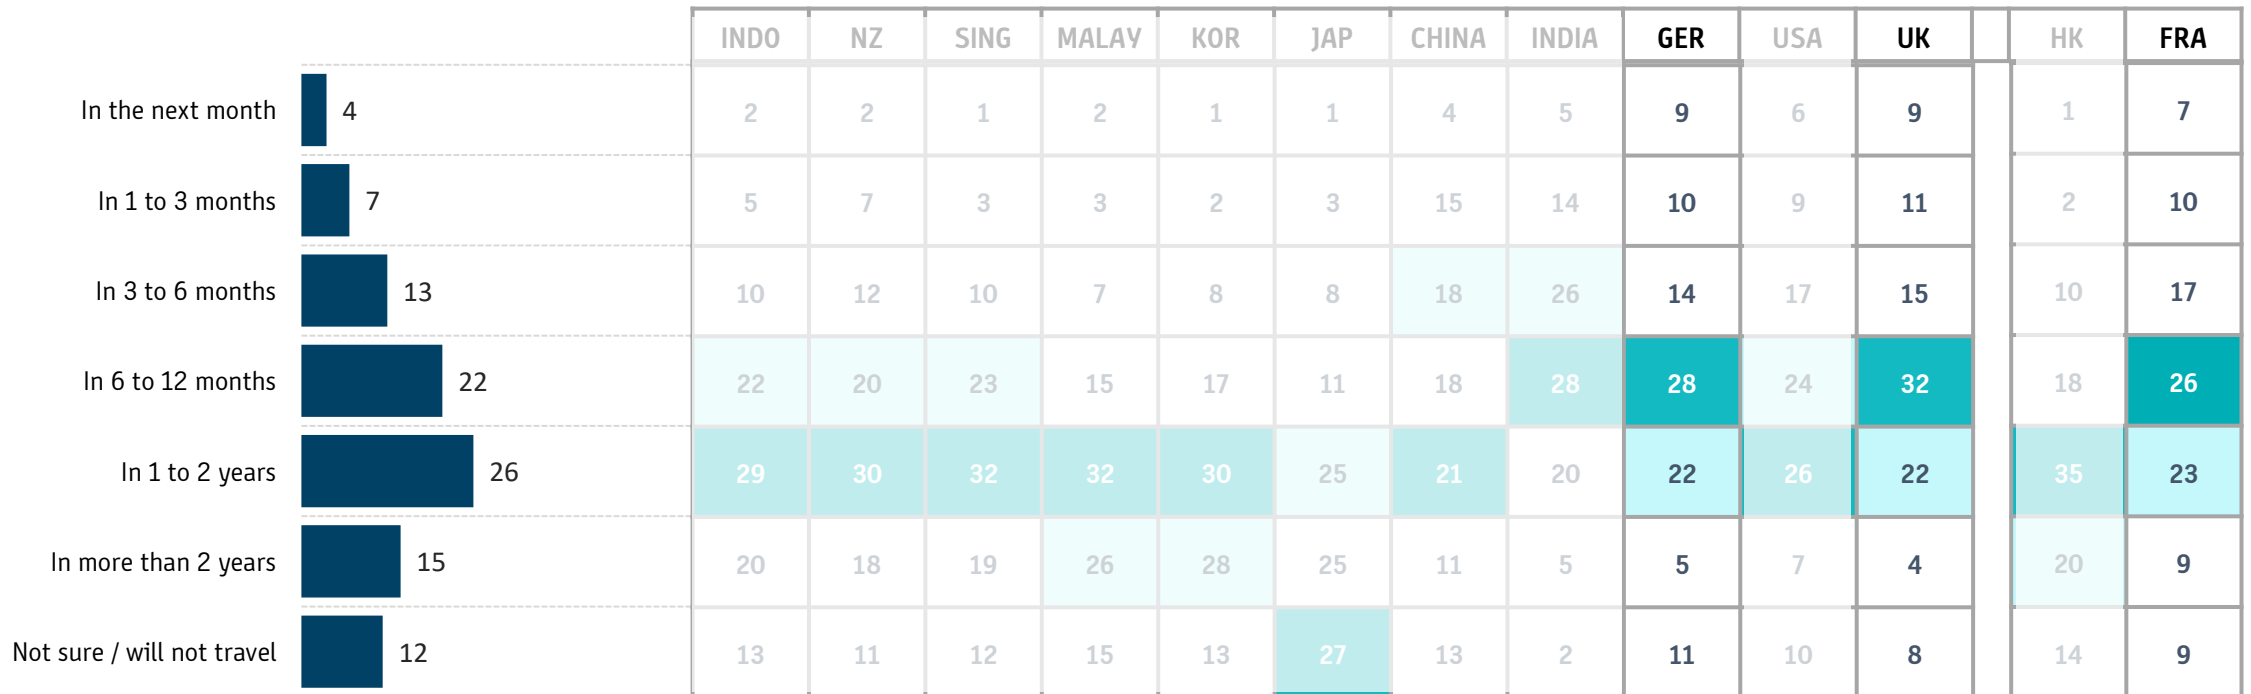 INDO NZ SING MALAY KOR JAP CHINA INDIA GER USA UK HK FRA
In the next month 4 2 2 1 2 1 1 4 5 9 6 9 1 7
In 1 to 3 months 7 5 7 3 3 2 3 15 14 10 9 11 2 10
In 3 to 6 months 13 10 12 10 7 8 8 18 26 14 17 15 10 17
In 6 to 12 months 22 22 20 23 15 17 11 18 28 28 24 32 18 26
In 1 to 2 years 26 29 30 32 32 30 25 21 20 22 26 22 35 23
In more than 2 years 15 20 18 19 26 28 25 11 5 5 7 4 20 9
Not sure / will not travel 12 13 11 12 15 13 27 13 2 11 10 8 14 9